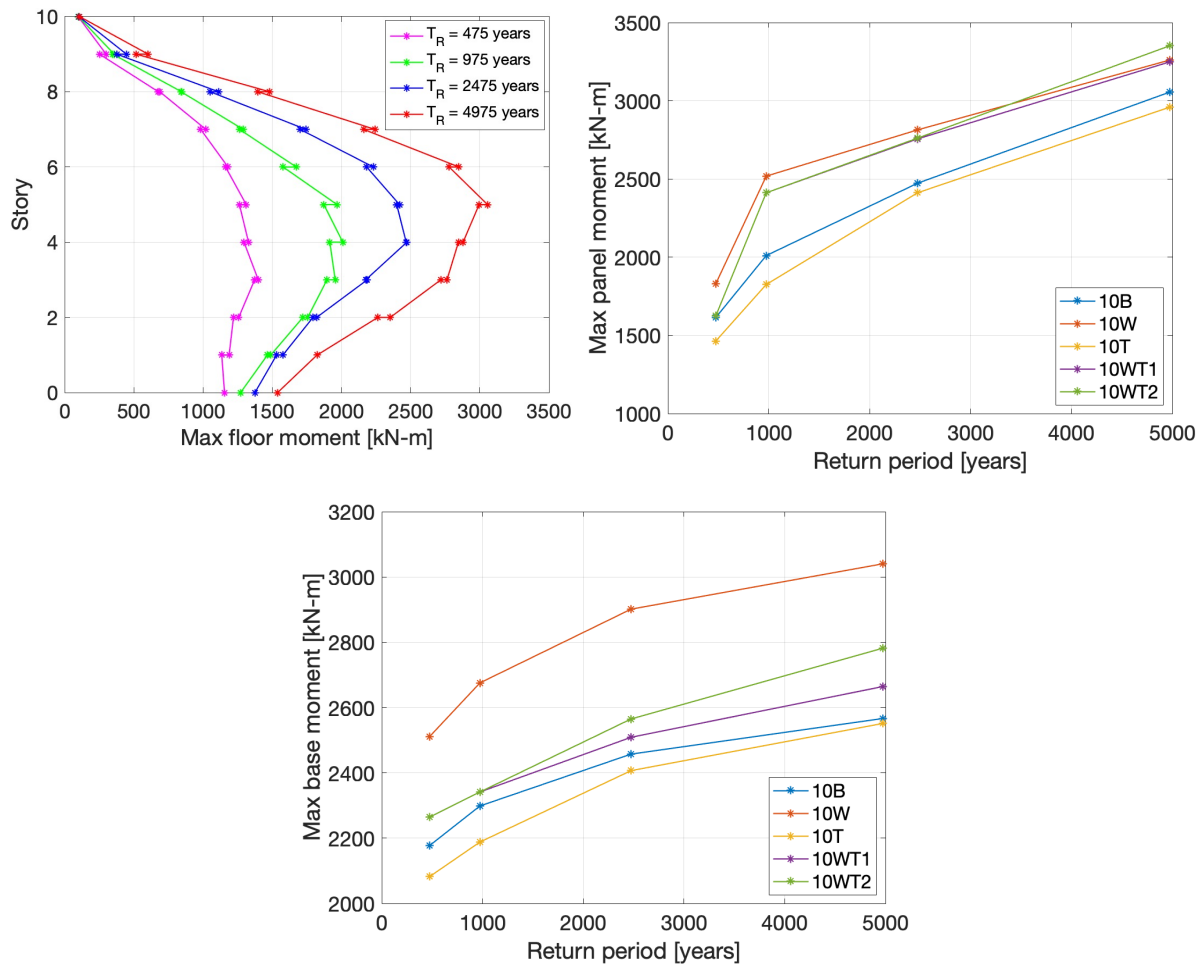 10
8
6
4
2
0
Story
0
500
1000
1500
2000
2500
3000
3500
Max floor moment [kN-m]
T_R = 475 years
T_R = 975 years
T_R = 2475 years
T_R = 4975 years
3500
3000
2500
2000
1500
1000
Max panel moment [kN-m]
0
1000
2000
3000
4000
5000
Return period [years]
10B
10W
10T
10WT1
10WT2
3200
3000
2800
2600
2400
2200
2000
Max base moment [kN-m]
0
1000
2000
3000
4000
5000
Return period [years]
10B
10W
10T
10WT1
10WT2